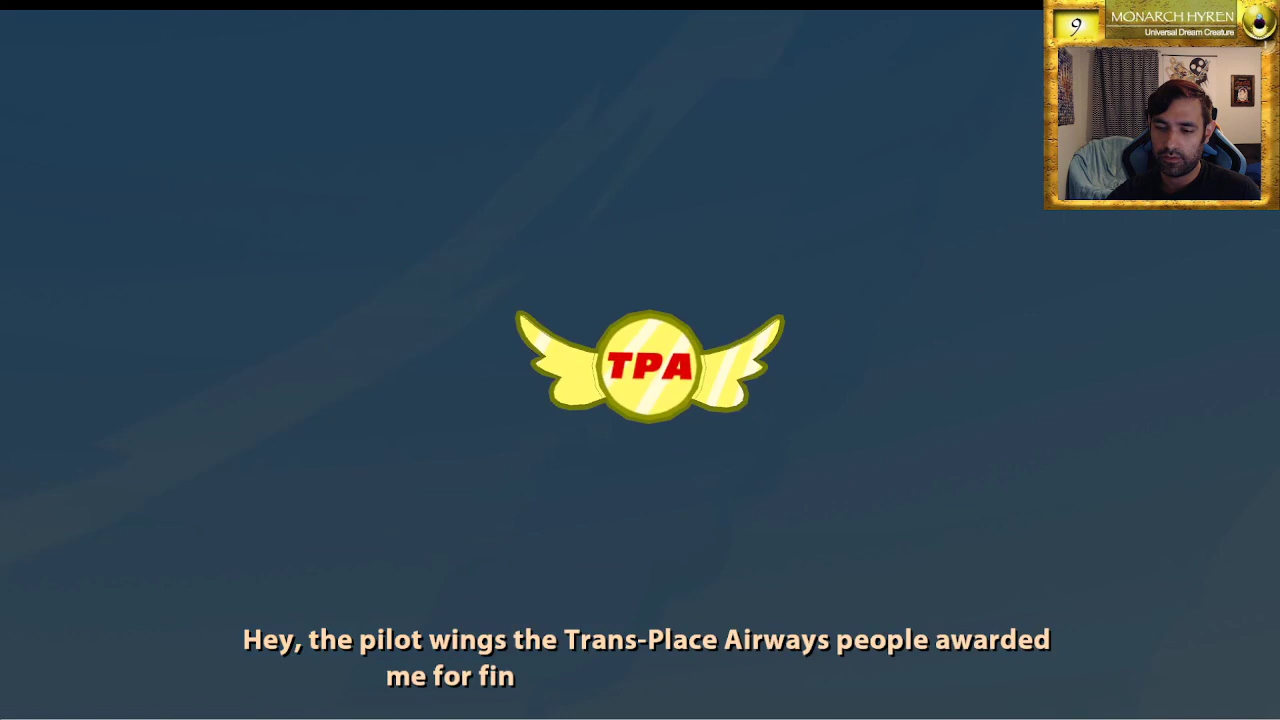 9
MONARCH HYREN
Universal Dream Creature
TPA
Hey, the pilot wings the Trans-Place Airways people awarded
me for fin